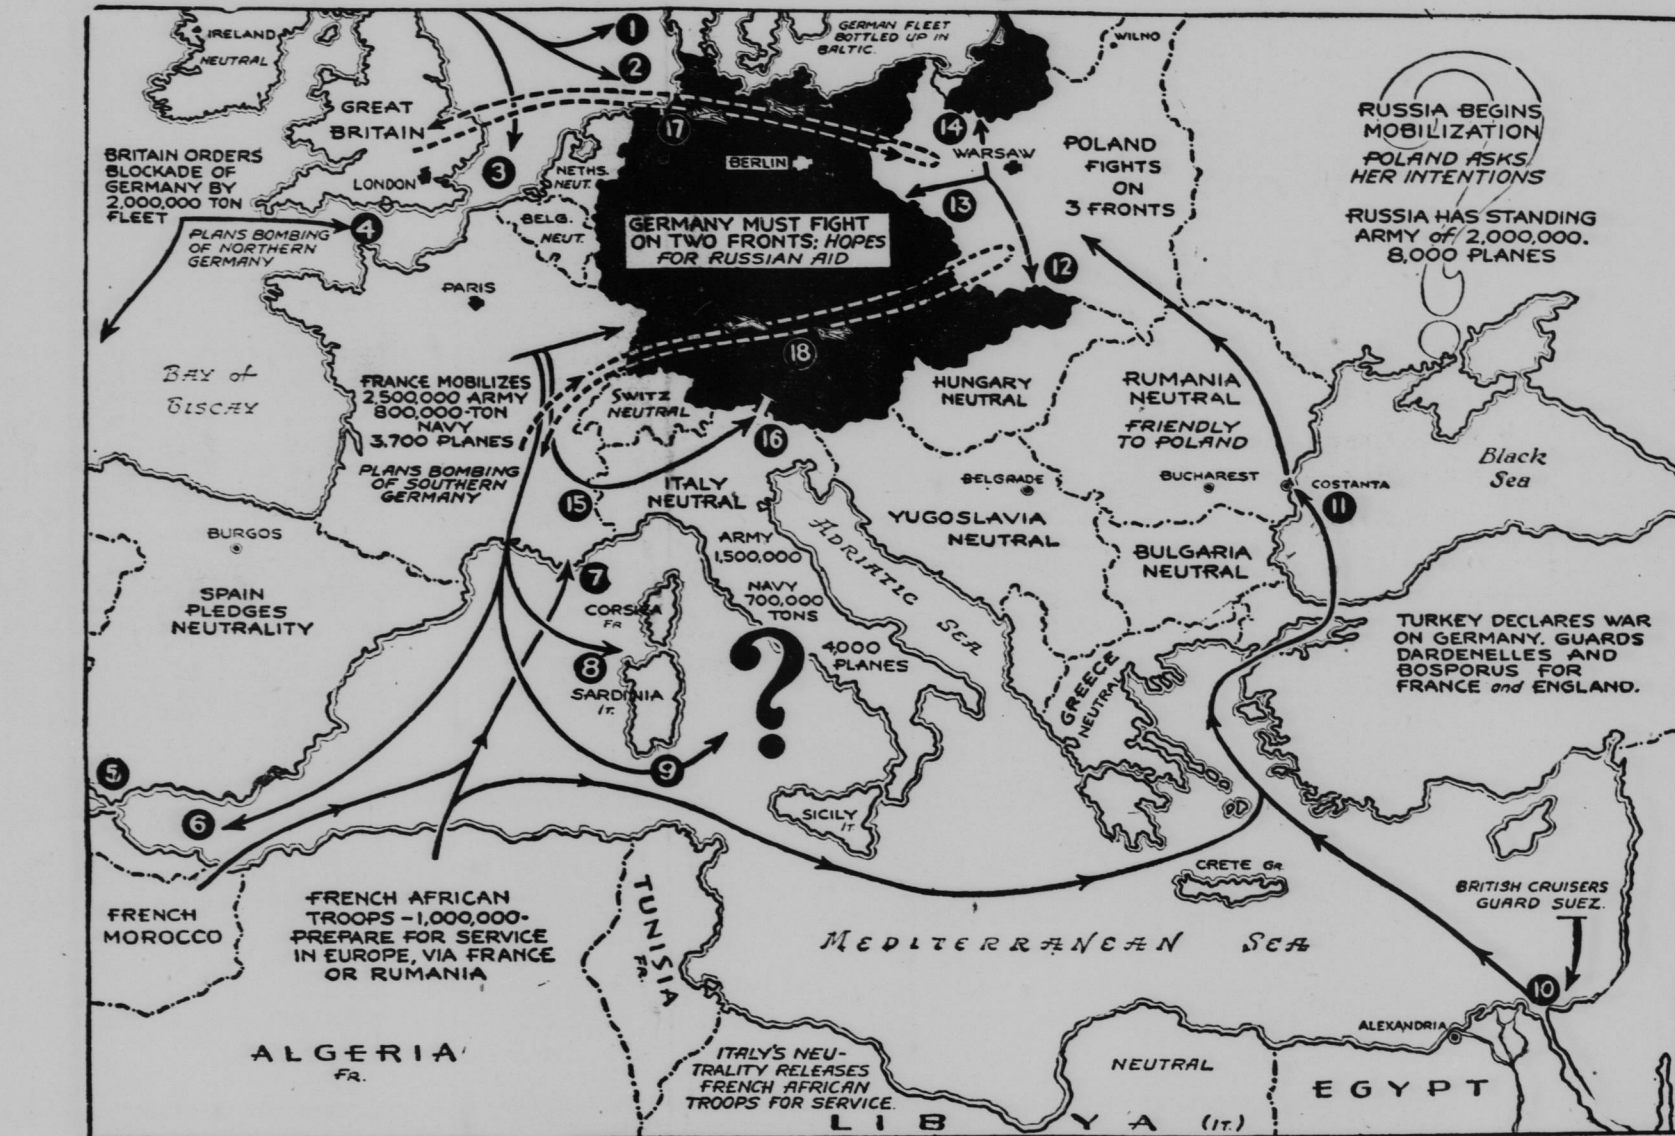 IRELAND
NEUTRAL
GREAT
BRITAIN
BRITAIN ORDERS
BLOCKADE OF
GERMANY BY
2,000,000 TON
FLEET
PLANS BOMBING
OF NORTHERN
GERMANY
LONDON
1
2
3
4
NETHS.
NEUT.
BELG.
NEUT.
PARIS
GERMAN FLEET
BOTTLED UP IN
BALTIC.
WILNO
17
BERLIN
14
WARSAW
13
12
GERMANY MUST FIGHT
ON TWO FRONTS; HOPES
FOR RUSSIAN AID
18
POLAND
FIGHTS
ON
3 FRONTS
RUSSIA BEGINS
MOBILIZATION
POLAND ASKS
HER INTENTIONS
RUSSIA HAS STANDING
ARMY of 2,000,000.
8,000 PLANES
BAY of
BISCAY
FRANCE MOBILIZES
2,500,000 ARMY
800,000-TON
NAVY
3,700 PLANES
PLANS BOMBING
OF SOUTHERN
GERMANY
SWITZ
NEUTRAL
16
15
ITALY
NEUTRAL
ARMY
1,500,000
NAVY
700,000
TONS
4,000
PLANES
?
HUNGARY
NEUTRAL
RUMANIA
NEUTRAL
FRIENDLY
TO POLAND
BELGRADE
BUCHAREST
COSTANTA
11
Black
Sea
YUGOSLAVIA
NEUTRAL
BULGARIA
NEUTRAL
ADRIATIC
SEA
BURGOS
SPAIN
PLEDGES
NEUTRALITY
7
CORSICA
FR
8
SARDINIA
IT.
9
SICILY
IT.
GREECE
NEUTRAL
TURKEY DECLARES WAR
ON GERMANY. GUARDS
DARDENELLES AND
BOSPORUS FOR
FRANCE and ENGLAND.
5
6
CRETE GR.
BRITISH CRUISERS
GUARD SUEZ.
10
FRENCH
MOROCCO
FRENCH AFRICAN
TROOPS - 1,000,000-
PREPARE FOR SERVICE
IN EUROPE, VIA FRANCE
OR RUMANIA
TUNISIA
FR.
MEDITERRANEAN SEA
ALEXANDRIA
ALGERIA
FR.
ITALY'S NEU-
TRALITY RELEASES
FRENCH AFRICAN
TROOPS FOR SERVICE.
NEUTRAL
LIBYA (IT.)
EGYPT